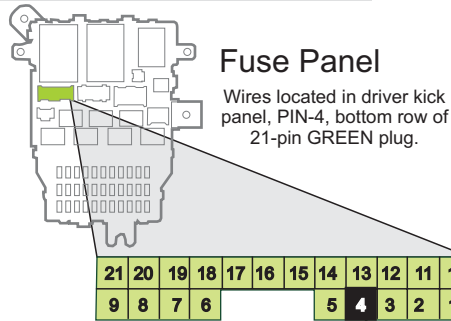 Fuse Panel
Wires located in driver kick
panel, PIN-4, bottom row of
21-pin GREEN plug.
21 20 19 18 17 16 15 14 13 12 11
9 8 7 6 5 4 3 2